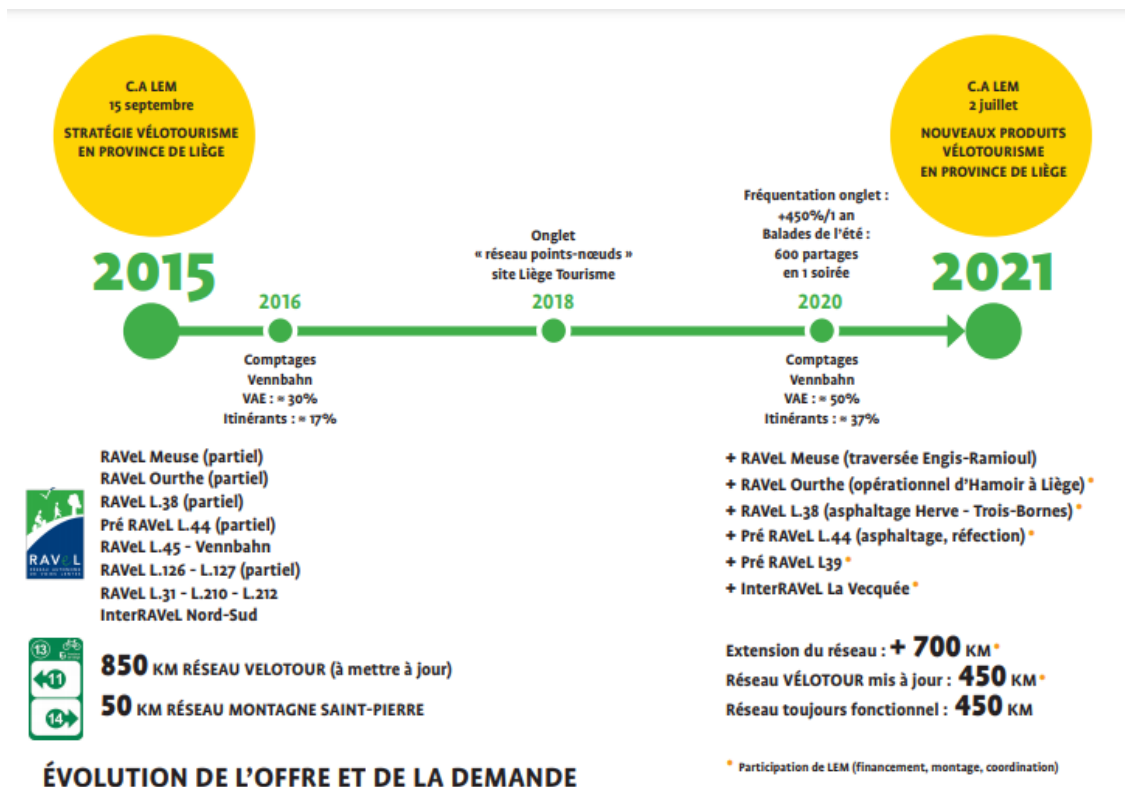 C.A LEM
15 septembre
STRATÉGIE VÉLOTOURISME
EN PROVINCE DE LIÈGE
C.A LEM
2 juillet
NOUVEAUX PRODUITS
VÉLOTOURISME
EN PROVINCE DE LIÈGE
2015
2016
Onglet
« réseau points-nœuds »
site Liège Tourisme
2018
Fréquentation onglet :
+450%/1 an
Balades de l'été :
600 partages
en 1 soirée
2020
2021
Comptages
Vennbahn
VAE : ≈ 30%
Itinérants : ≈ 17%
Comptages
Vennbahn
VAE : ≈ 50%
Itinérants : ≈ 37%
RAVeL
RAVeL Meuse (partiel)
RAVeL Ourthe (partiel)
RAVeL L.38 (partiel)
Pré RAVeL L.44 (partiel)
RAVeL L.45 - Vennbahn
RAVeL L.126 - L.127 (partiel)
RAVeL L.31 - L.210 - L.212
InterRAVeL Nord-Sud
+ RAVeL Meuse (traversée Engis-Ramioul)
+ RAVeL Ourthe (opérationnel d'Hamoir à Liège) *
+ RAVeL L.38 (asphaltage Herve - Trois-Bornes) *
+ Pré RAVeL L.44 (asphaltage, réfection) *
+ Pré RAVeL L39 *
+ InterRAVeL La Vecquée *
13
11
14
850 KM RÉSEAU VELOTOUR (à mettre à jour)
50 KM RÉSEAU MONTAGNE SAINT-PIERRE
Extension du réseau : + 700 KM *
Réseau VÉLOTOUR mis à jour : 450 KM *
Réseau toujours fonctionnel : 450 KM
ÉVOLUTION DE L'OFFRE ET DE LA DEMANDE
* Participation de LEM (financement, montage, coordination)